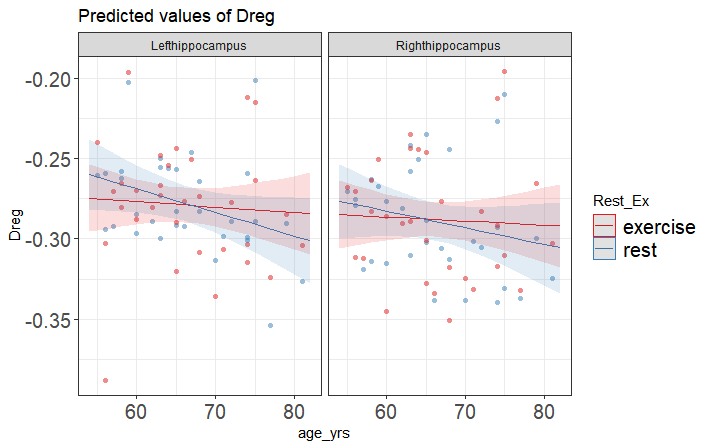 Predicted values of Dreg
Lefthippocampus
Righthippocampus
-0.20
-0.25
-0.30
-0.35
Dreg
60
70
80
60
70
80
age_yrs
Rest_Ex
exercise
rest